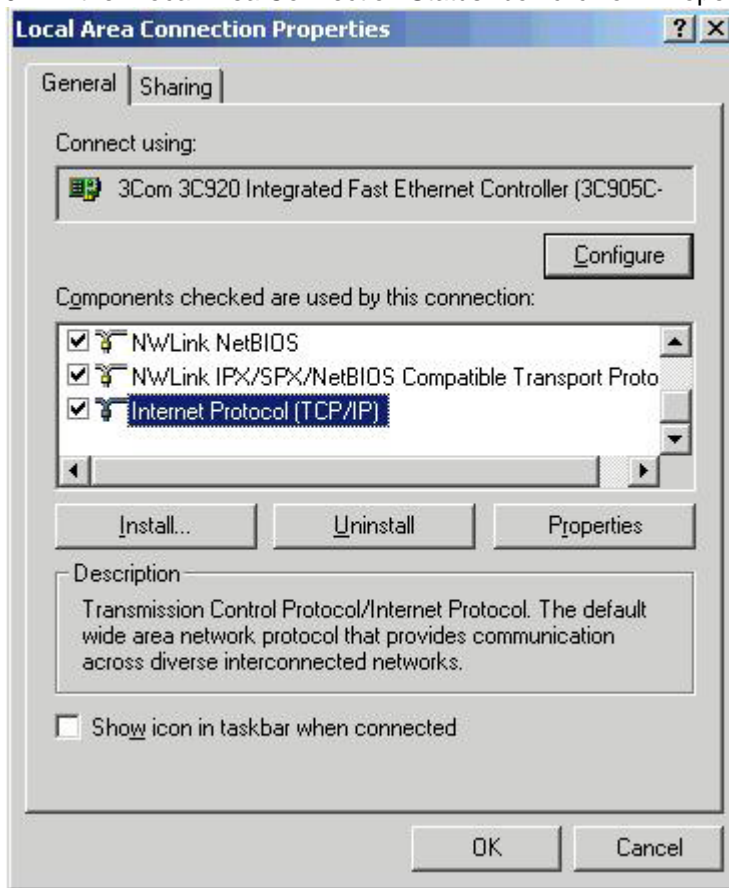 Local Area Connection Properties
General
Sharing
Connect using:
3Com 3C920 Integrated Fast Ethernet Controller (3C905C-
Configure
Components checked are used by this connection:
NWLink NetBIOS
NWLink IPX/SPX/NetBIOS Compatible Transport Proto
Internet Protocol (TCP/IP)
Install...
Uninstall
Properties
Description
Transmission Control Protocol/Internet Protocol. The default
wide area network protocol that provides communication
across diverse interconnected networks.
Show icon in taskbar when connected
OK
Cancel